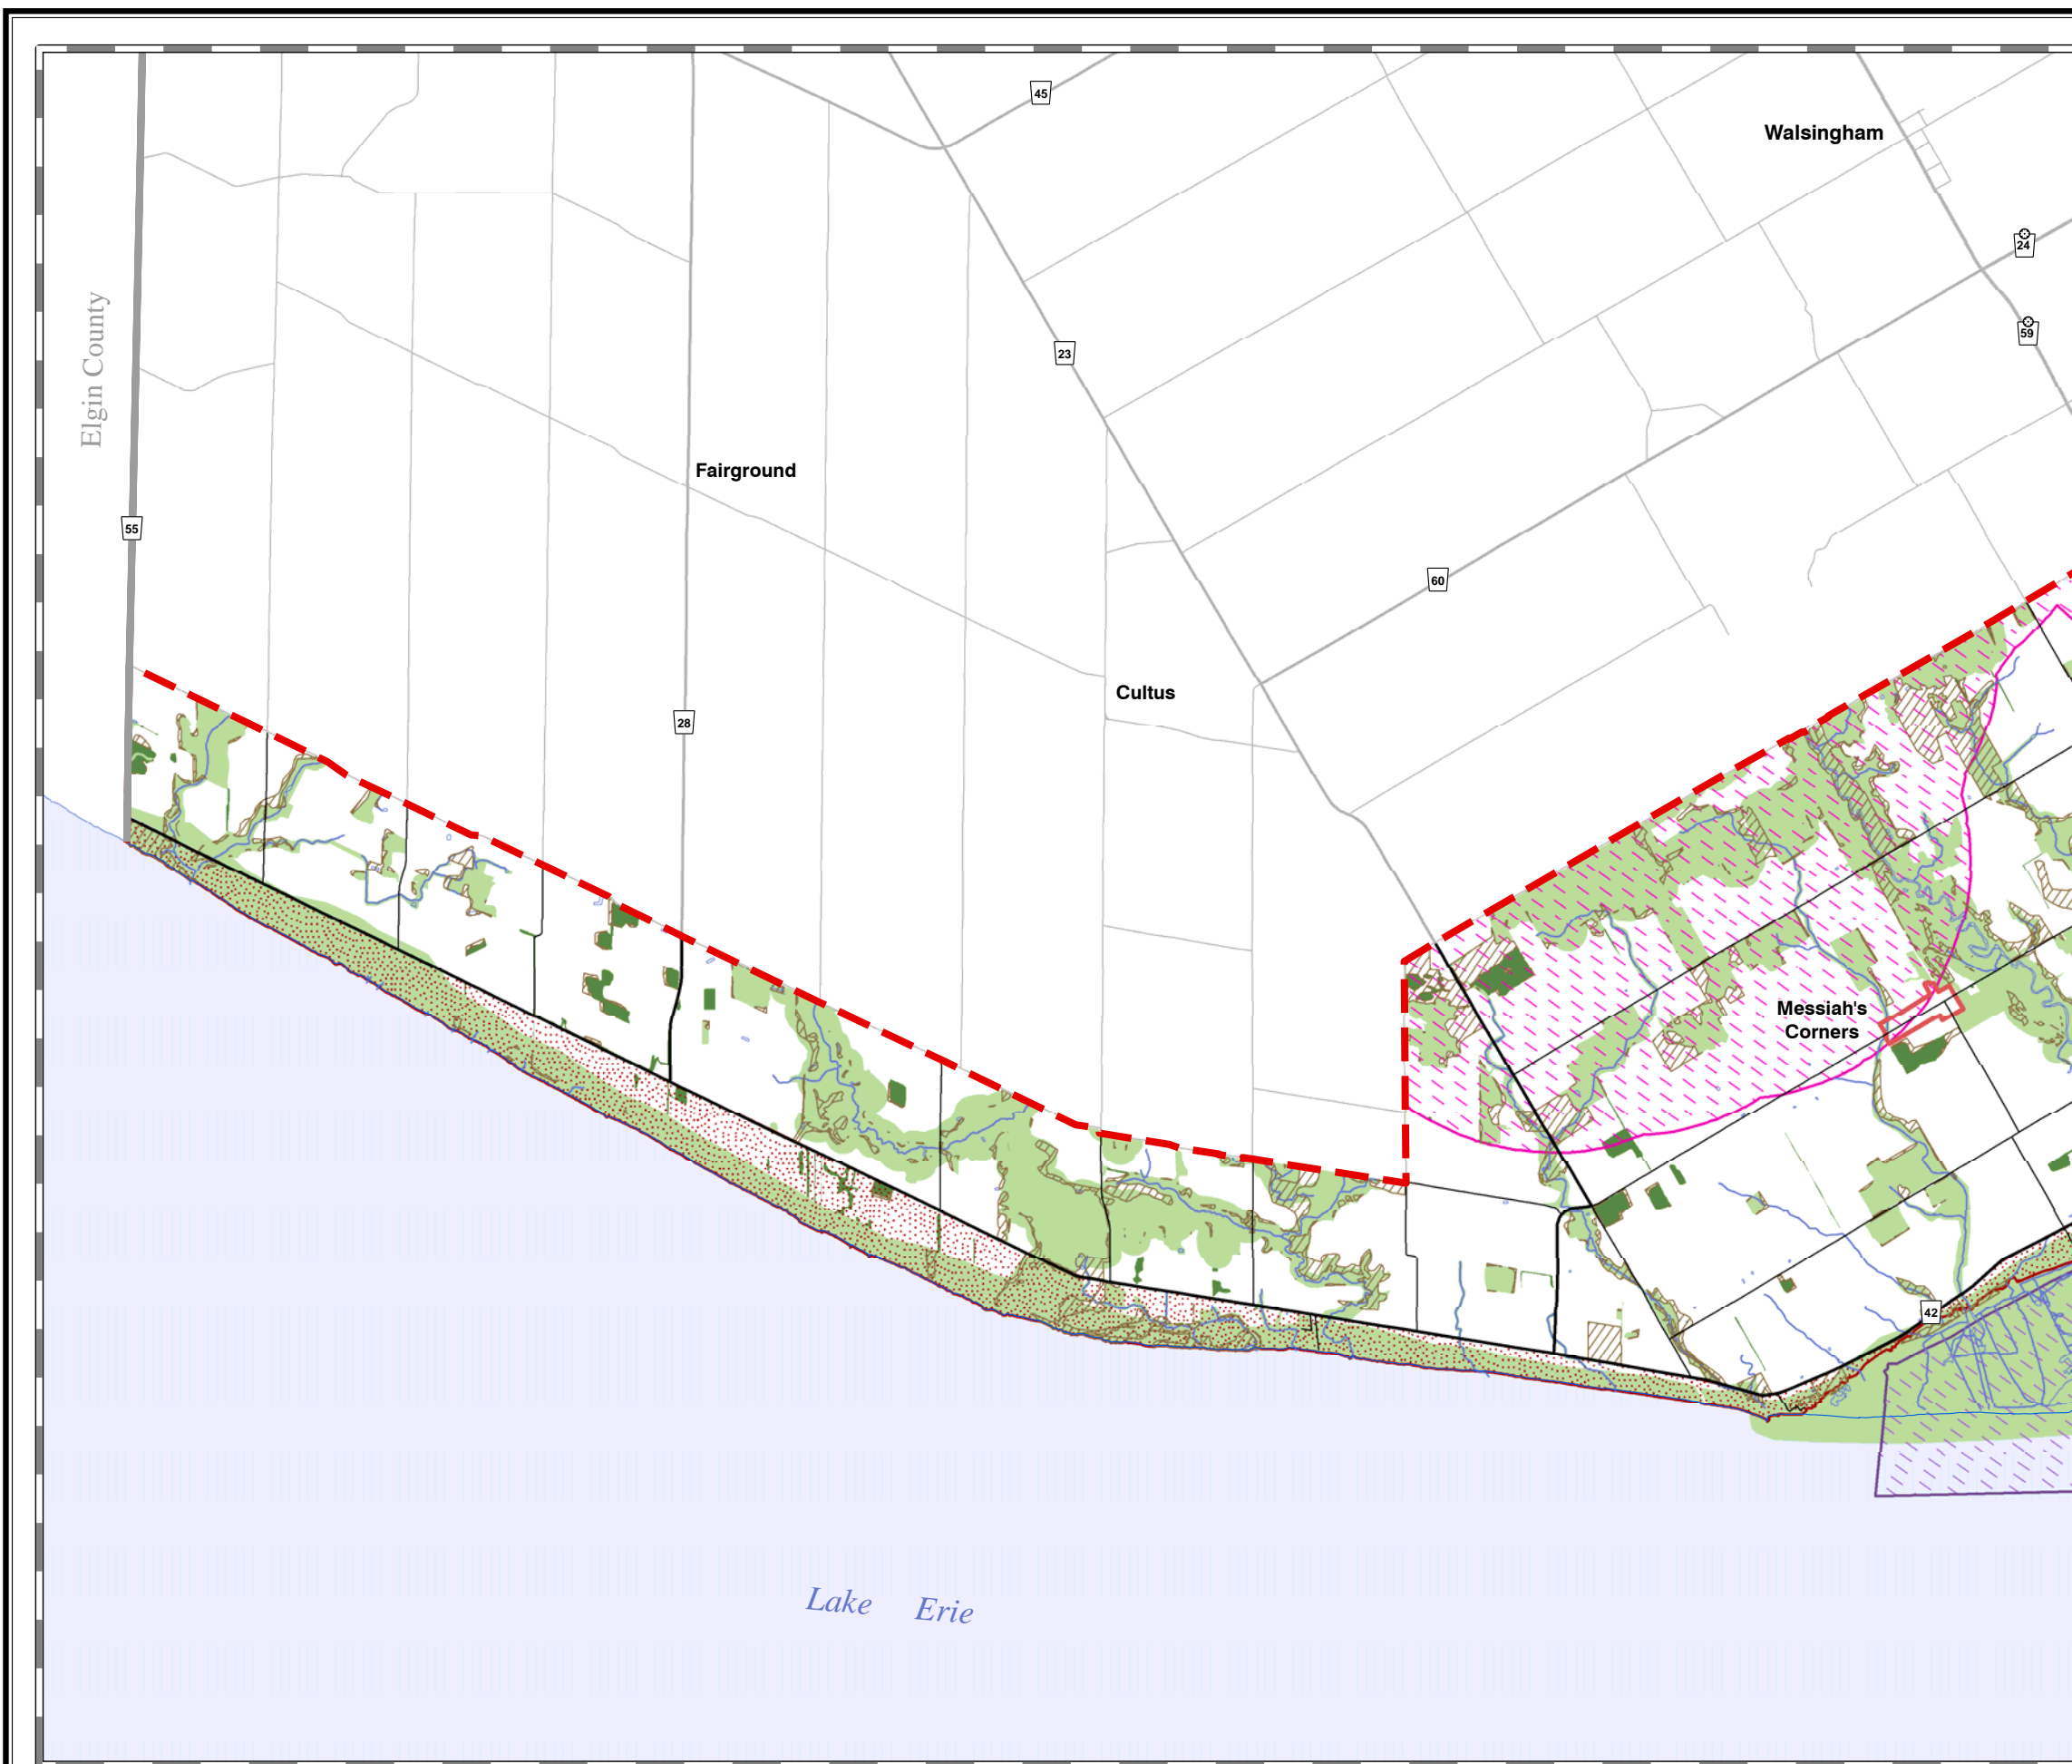 45
Walsingham
24
59
Elgin County
23
Fairground
55
60
Cultus
28
Messiah's
Corners
42
Lake Erie